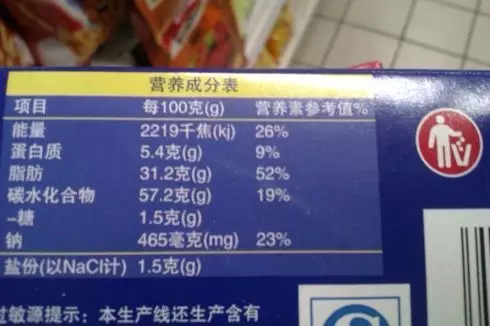 营养成分表
项目 每100克(g) 营养素参考值%
能量 2219千焦(kj) 26%
蛋白质 5.4克(g) 9%
脂肪 31.2克(g) 52%
碳水化合物 57.2克(g) 19%
-糖 1.5克(g)
钠 465毫克(mg) 23%
盐份(以NaCl计) 1.5克(g)
过敏源提示：本生产线还生产含有